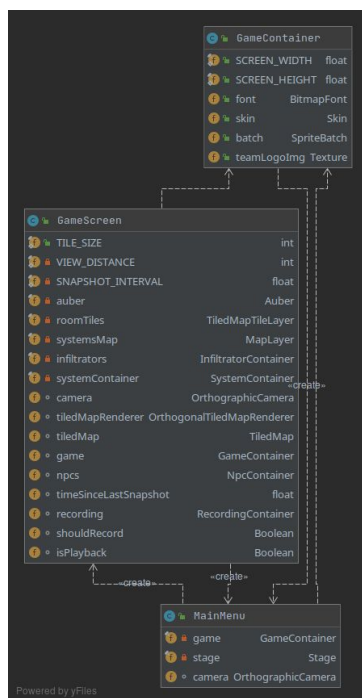 GameContainer
SCREEN_WIDTH float
SCREEN_HEIGHT float
font BitmapFont
skin Skin
batch SpriteBatch
teamLogoImg Texture
GameScreen
TILE_SIZE int
VIEW_DISTANCE int
SNAPSHOT_INTERVAL float
auber Auber
roomTiles TiledMapTileLayer
systemsMap MapLayer
infiltrators InfiltratorContainer
systemContainer SystemContainer
«create»
camera OrthographicCamera
tiledMapRenderer OrthogonalTiledMapRenderer
tiledMap TiledMap
game GameContainer
npcs NpcContainer
timeSinceLastSnapshot float
recording RecordingContainer
shouldRecord Boolean
isPlayback Boolean
«create»
«create»
MainMenu
game GameContainer
stage Stage
camera OrthographicCamera
Powered by yFiles